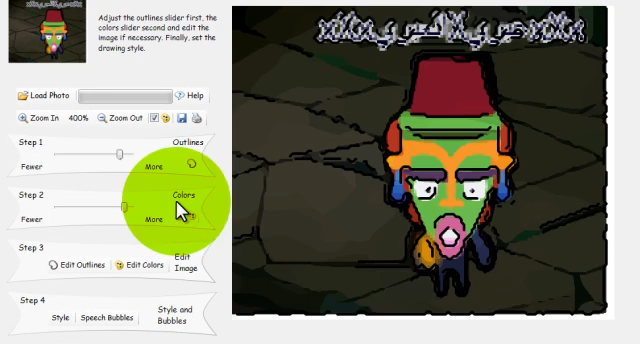 Adjust the outlines slider first, the
colors slider second and edit the
image if necessary. Finally, set the
drawing style.
Load Photo
Help
Zoom In 400% Zoom Out
Step 1 Outlines
Fewer More
Step 2 Colors
Fewer More
Step 3
Edit Outlines Edit Colors Edit
Image
Step 4
Style Speech Bubbles Style and
Bubbles